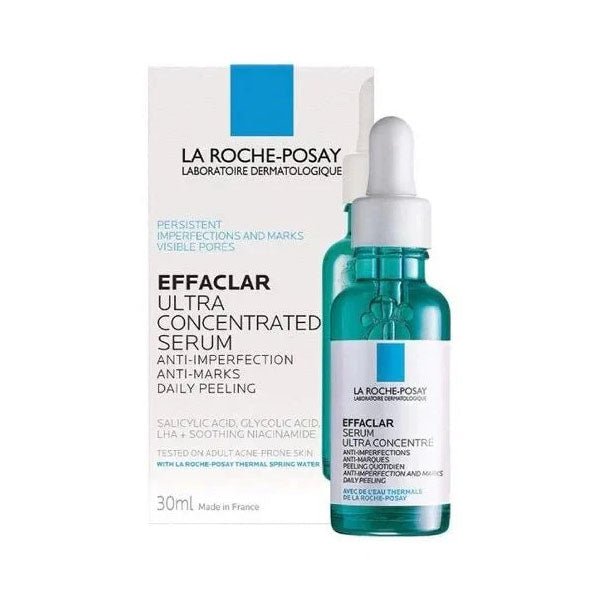 LA ROCHE-POSAY
LABORATOIRE DERMATOLOGIQUE
PERSISTENT
IMPERFECTIONS AND MARKS
VISIBLE PORES
EFFACLAR
ULTRA
CONCENTRATED
SERUM
ANTI-IMPERFECTION
ANTI-MARKS
DAILY PEELING
SALICYLIC ACID, GLYCOLIC ACID,
LHA + SOOTHING NIACINAMIDE
TESTED ON ADULT ACNE-PRONE SKIN
WITH LA ROCHE-POSAY THERMAL SPRING WATER
30ml Made in France
LA ROCHE-POSAY
LABORATOIRE DERMATOLOGIQUE
EFFACLAR
SERUM
ULTRA CONCENTRÉ
ANTI-IMPERFECTIONS
ANTI-MARQUES
PEELING QUOTIDIEN
ANTI-IMPERFECTION AND MARKS
DAILY PEELING
AVEC DE L'EAU THERMALE
DE LA ROCHE-POSAY